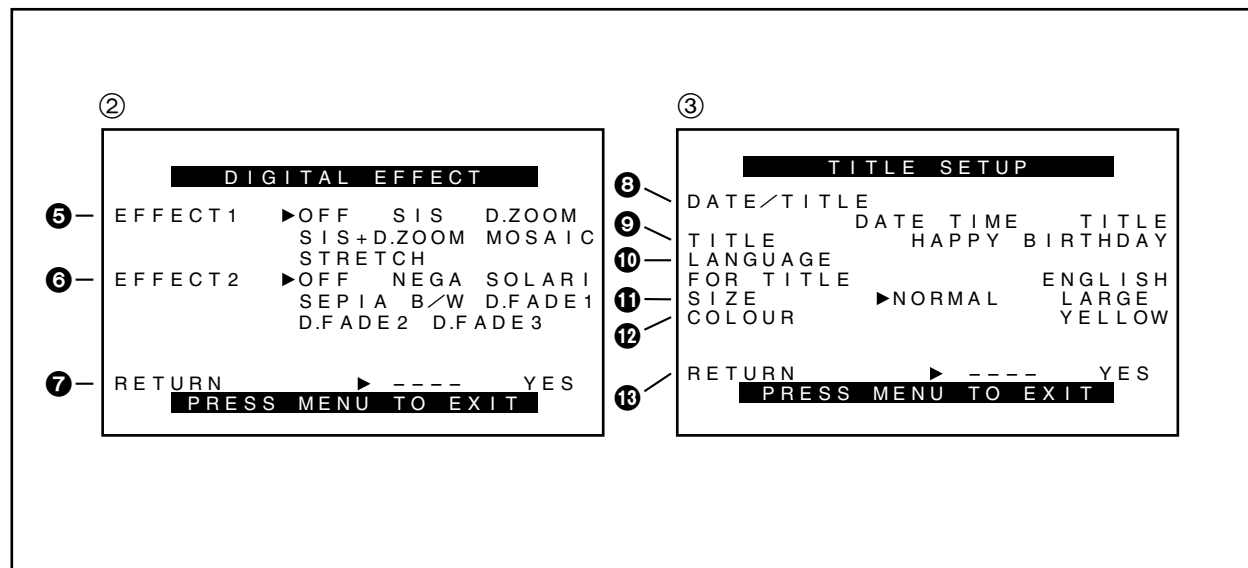 ②
DIGITAL EFFECT
❺ EFFECT1 ▶OFF SIS D.ZOOM
SIS+D.ZOOM MOSAIC
STRETCH
❻ EFFECT2 ▶OFF NEGA SOLARI
SEPIA B/W D.FADE1
D.FADE2 D.FADE3
❼ RETURN ▶ ---- YES
PRESS MENU TO EXIT
③
TITLE SETUP
❽ DATE/TITLE
DATE TIME TITLE
❾ TITLE HAPPY BIRTHDAY
❿ LANGUAGE
FOR TITLE ENGLISH
⓫ SIZE ▶NORMAL LARGE
⓬ COLOUR YELLOW
⓭ RETURN ▶ ---- YES
PRESS MENU TO EXIT